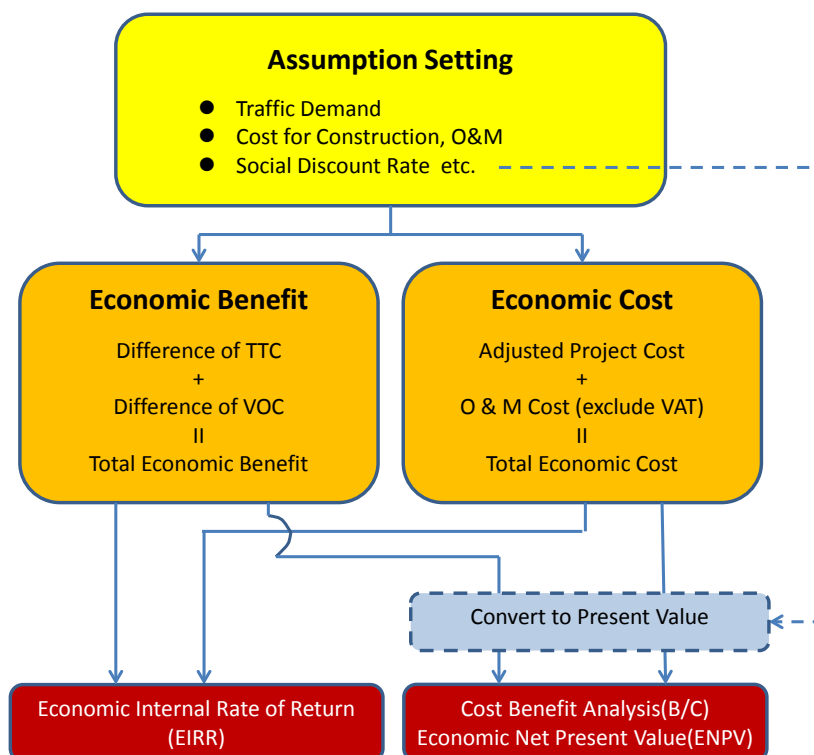 Assumption Setting
● Traffic Demand
● Cost for Construction, O&M
● Social Discount Rate etc.
Economic Benefit
Difference of TTC
+
Difference of VOC
=
Total Economic Benefit
Economic Cost
Adjusted Project Cost
+
O & M Cost (exclude VAT)
=
Total Economic Cost
Convert to Present Value
Economic Internal Rate of Return
(EIRR)
Cost Benefit Analysis(B/C)
Economic Net Present Value(ENPV)